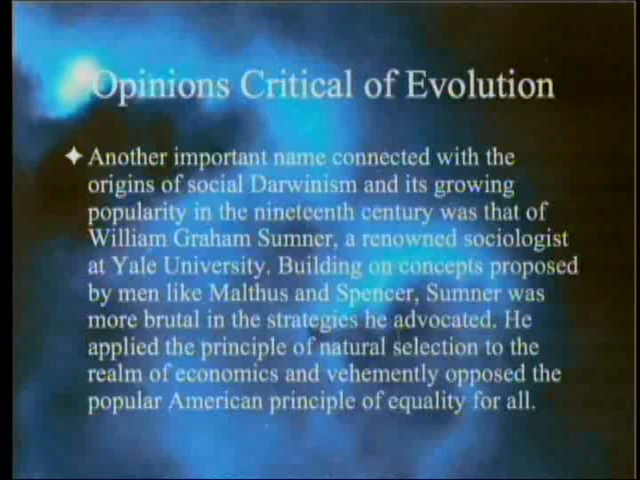 Opinions Critical of Evolution
Another important name connected with the
origins of social Darwinism and its growing
popularity in the nineteenth century was that of
William Graham Sumner, a renowned sociologist
at Yale University. Building on concepts proposed
by men like Malthus and Spencer, Sumner was
more brutal in the strategies he advocated. He
applied the principle of natural selection to the
realm of economics and vehemently opposed the
popular American principle of equality for all.